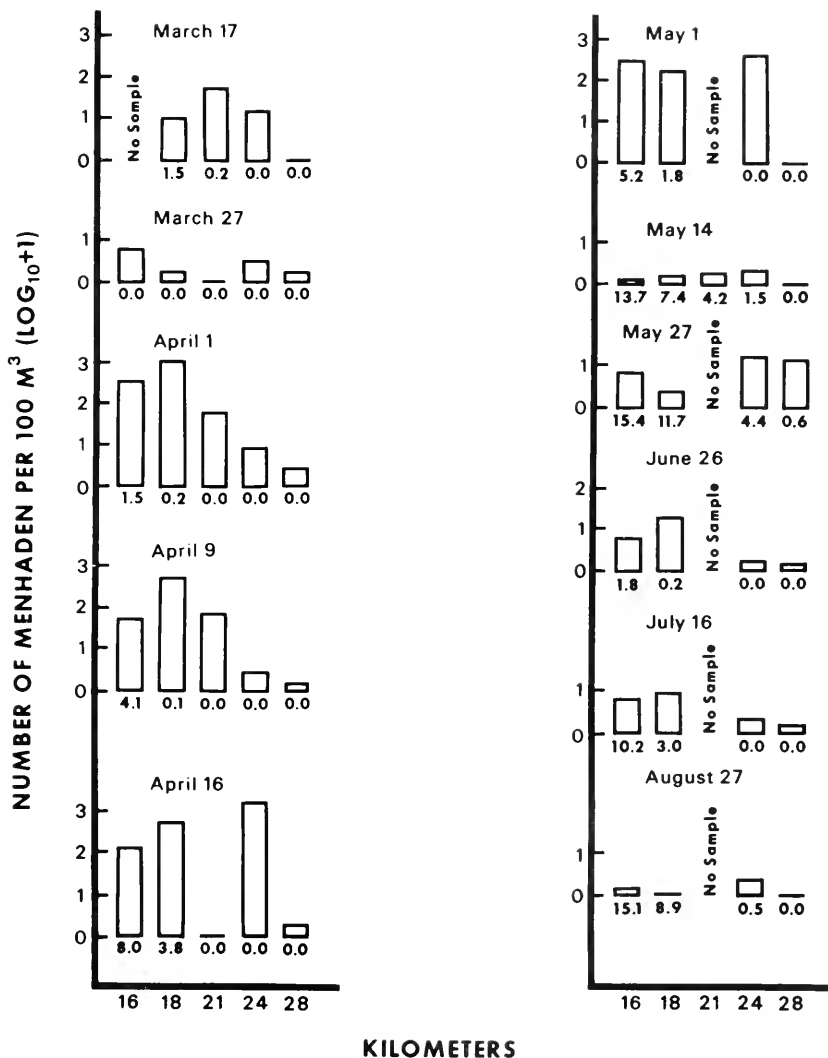 NUMBER OF MENHADEN PER 100 M³ (LOG₁₀+1)
March 17
3
2
1
0
No Somple
1.5 0.2 0.0 0.0
March 27
1
0
0.0 0.0 0.0 0.0 0.0
April 1
3
2
1
0
1.5 0.2 0.0 0.0 0.0
April 9
3
2
1
0
4.1 0.1 0.0 0.0 0.0
April 16
3
2
1
0
8.0 3.8 0.0 0.0 0.0
16 18 21 24 28
May 1
3
2
1
0
No Sample
5.2 1.8 0.0 0.0
May 14
1
0
13.7 7.4 4.2 1.5 0.0
May 27
1
0
No Sample
15.4 11.7 4.4 0.6
June 26
2
1
0
No Sample
1.8 0.2 0.0 0.0
July 16
1
0
No Sample
10.2 3.0 0.0 0.0
August 27
1
0
No Sample
15.1 8.9 0.5 0.0
16 18 21 24 28
KILOMETERS